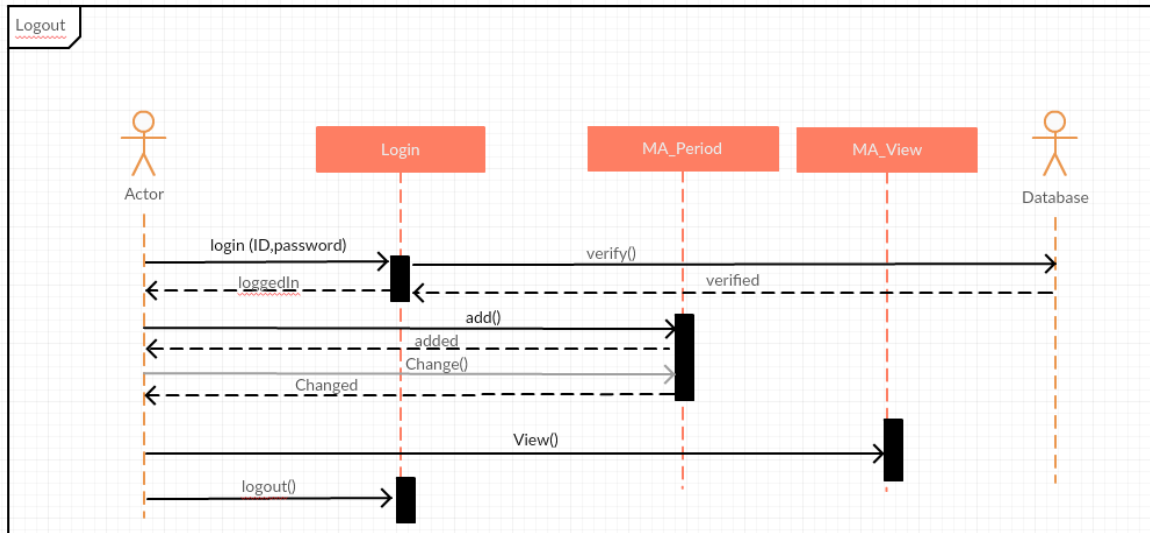 Logout
Login
MA_Period
MA_View
Actor
Database
login (ID,password)
verify()
loggedIn
verified
add()
added
Change()
Changed
View()
logout()